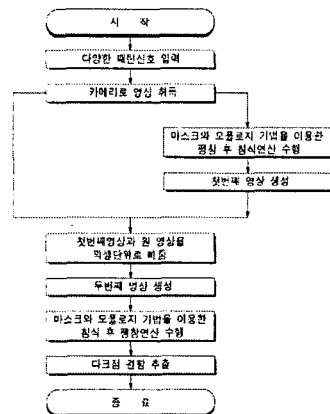 시 작
다양한 패턴신호 입력
카메라로 영상 취득
마스크와 모폴로지 기법을 이용한
팽창 후 침식연산 수행
첫번째 영상 생성
첫번째영상과 원 영상을
픽셀단위로 비교
두번째 영상 생성
마스크와 모폴로지 기법을 이용한
침식 후 팽창연산 수행
다크점 결함 추출
종 료